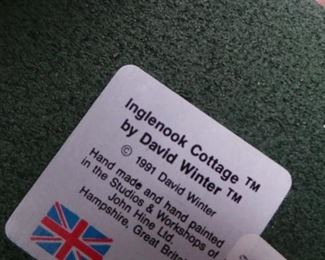 Inglenook Cottage ™
by David Winter ™
© 1991 David Winter
Hand made and hand painted
in the Studios & Workshops of
John Hine Ltd.
Hampshire, Great